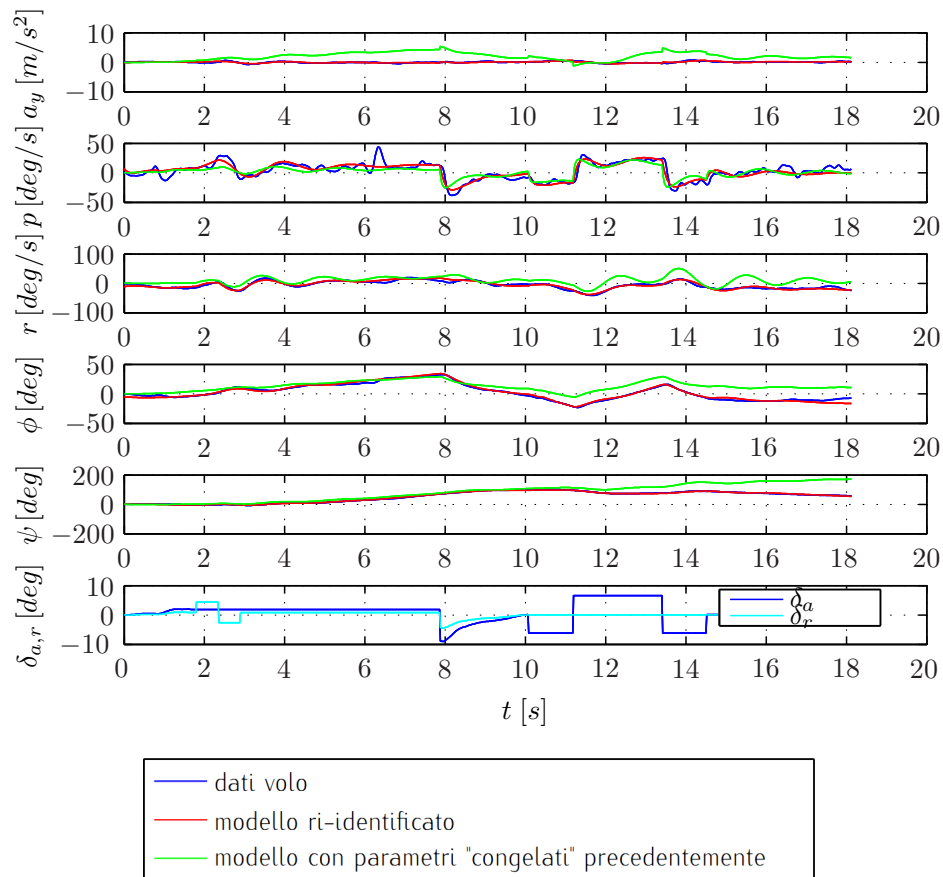 a_y [m/s²]
10
0
−10
0 2 4 6 8 10 12 14 16 18 20
p [deg/s]
50
0
−50
0 2 4 6 8 10 12 14 16 18 20
r [deg/s]
100
0
−100
0 2 4 6 8 10 12 14 16 18 20
ϕ [deg]
50
0
−50
0 2 4 6 8 10 12 14 16 18 20
ψ [deg]
200
0
−200
0 2 4 6 8 10 12 14 16 18 20
δ_{a,r} [deg]
10
0
−10
δ_a
δ_r
0 2 4 6 8 10 12 14 16 18 20
t [s]
dati volo
modello ri-identificato
modello con parametri "congelati" precedentemente